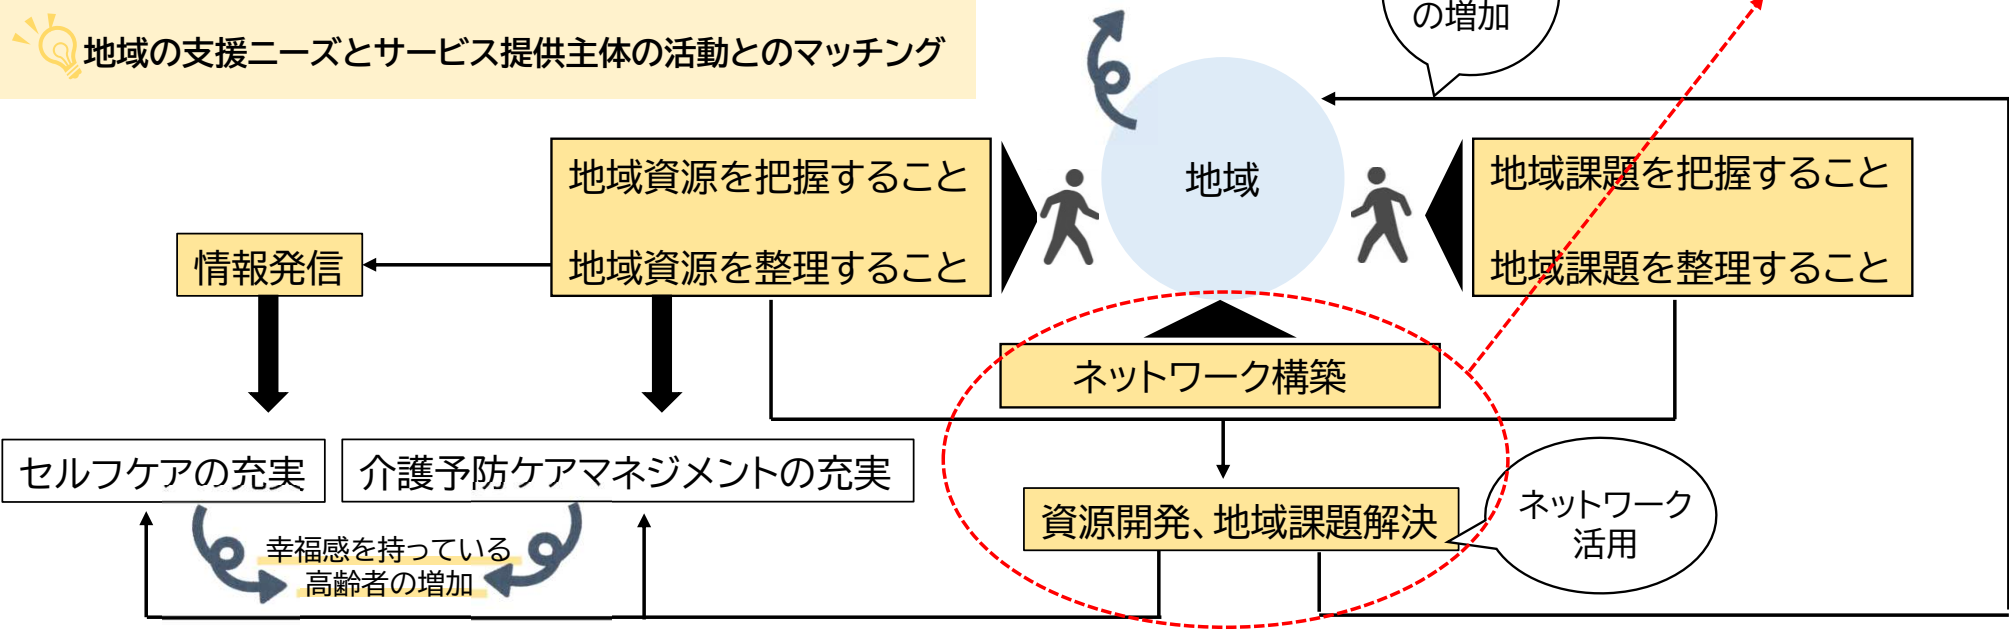 の増加
地域の支援ニーズとサービス提供主体の活動とのマッチング
地域資源を把握すること
地域資源を整理すること
地域
地域課題を把握すること
地域課題を整理すること
情報発信
ネットワーク構築
セルフケアの充実
介護予防ケアマネジメントの充実
資源開発、地域課題解決
ネットワーク
活用
幸福感を持っている
高齢者の増加